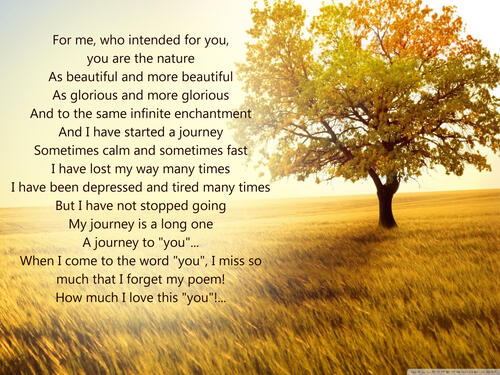 For me, who intended for you,
you are the nature
As beautiful and more beautiful
As glorious and more glorious
And to the same infinite enchantment
And I have started a journey
Sometimes calm and sometimes fast
I have lost my way many times
I have been depressed and tired many times
But I have not stopped going
My journey is a long one
A journey to "you"...
When I come to the word "you", I miss so
much that I forget my poem!
How much I love this "you"!...